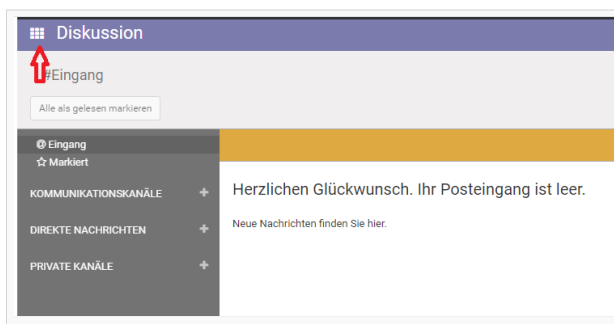 Diskussion
#Eingang
Alle als gelesen markieren
@ Eingang
Markiert
KOMMUNIKATIONSKANÄLE +
DIREKTE NACHRICHTEN +
PRIVATE KANÄLE +
Herzlichen Glückwunsch. Ihr Posteingang ist leer.
Neue Nachrichten finden Sie hier.